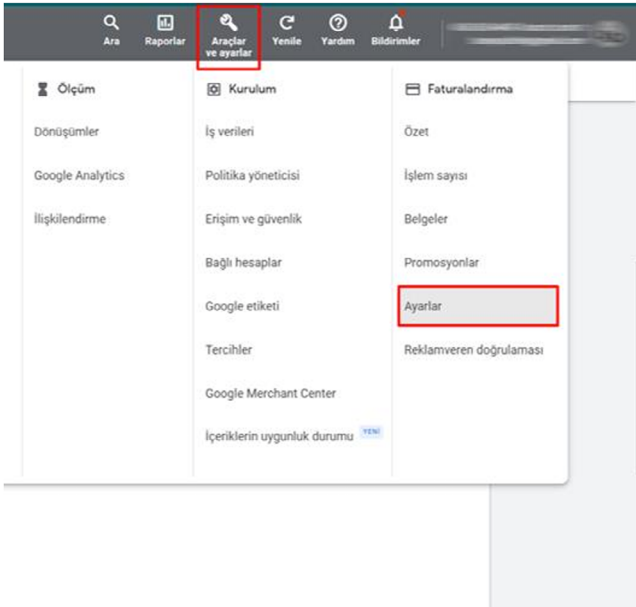 Ara
Raporlar
Araçlar
ve ayarlar
Yenile
Yardım
Bildirimler
Ölçüm
Dönüşümler
Google Analytics
İlişkilendirme
Kurulum
İş verileri
Politika yöneticisi
Erişim ve güvenlik
Bağlı hesaplar
Google etiketi
Tercihler
Google Merchant Center
İçeriklerin uygunluk durumu YENİ
Faturalandırma
Özet
İşlem sayısı
Belgeler
Promosyonlar
Ayarlar
Reklamveren doğrulaması